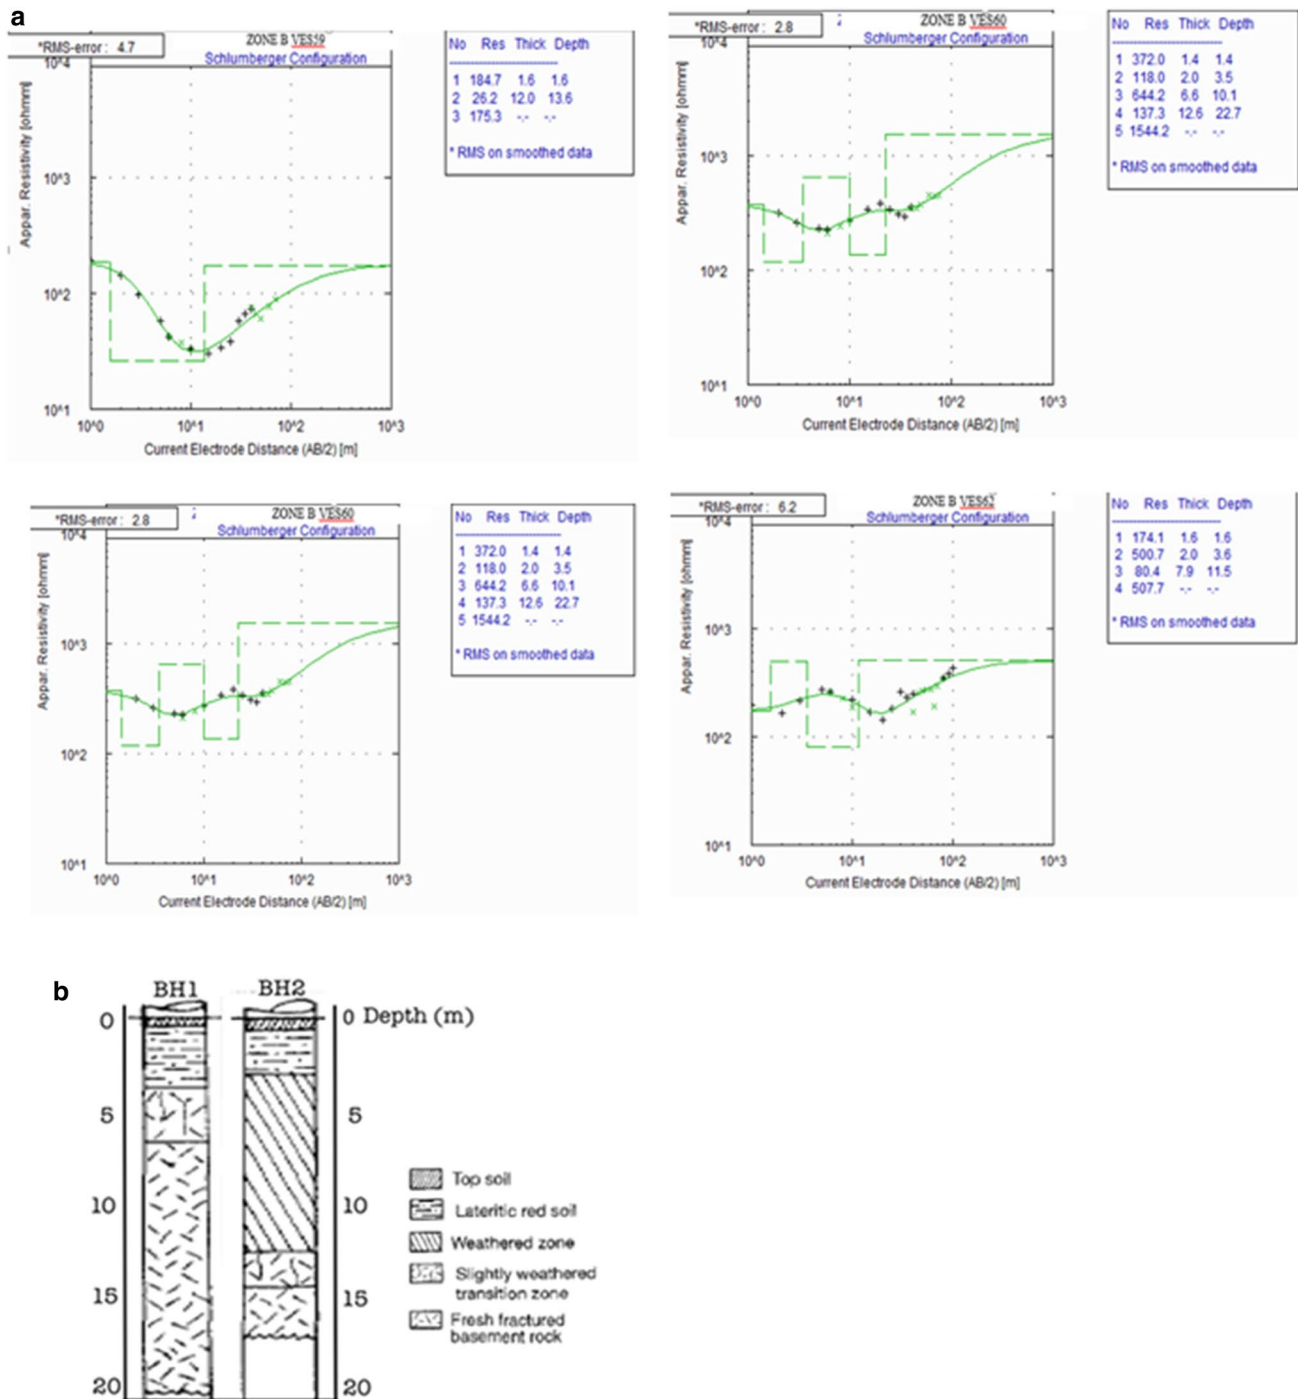 a
*RMS-error : 4.7
ZONE B VES59
Schlumberger Configuration
No Res Thick Depth
1 184.7 1.6 1.6
2 26.2 12.0 13.6
3 175.3 -.- -.-
* RMS on smoothed data
Appar. Resistivity [ohmm]
10^4
10^3
10^2
10^1
10^0 10^1 10^2 10^3
Current Electrode Distance (AB/2) [m]
*RMS-error : 2.8
ZONE B VES60
Schlumberger Configuration
No Res Thick Depth
1 372.0 1.4 1.4
2 118.0 2.0 3.5
3 644.2 6.6 10.1
4 137.3 12.6 22.7
5 1544.2 -.- -.-
* RMS on smoothed data
Appar. Resistivity [ohmm]
10^4
10^3
10^2
10^1
10^0 10^1 10^2 10^3
Current Electrode Distance (AB/2) [m]
*RMS-error : 2.8
ZONE B VES60
Schlumberger Configuration
No Res Thick Depth
1 372.0 1.4 1.4
2 118.0 2.0 3.5
3 644.2 6.6 10.1
4 137.3 12.6 22.7
5 1544.2 -.- -.-
* RMS on smoothed data
Appar. Resistivity [ohmm]
10^4
10^3
10^2
10^1
10^0 10^1 10^2 10^3
Current Electrode Distance (AB/2) [m]
*RMS-error : 6.2
ZONE B VES62
Schlumberger Configuration
No Res Thick Depth
1 174.1 1.6 1.6
2 500.7 2.0 3.6
3 80.4 7.9 11.5
4 507.7 -.- -.-
* RMS on smoothed data
Appar. Resistivity [ohmm]
10^4
10^3
10^2
10^1
10^0 10^1 10^2 10^3
Current Electrode Distance (AB/2) [m]
b
BH1 BH2
0 0 Depth (m)
5 5
10 10
15 15
20 20
Top soil
Lateritic red soil
Weathered zone
Slightly weathered
transition zone
Fresh fractured
basement rock